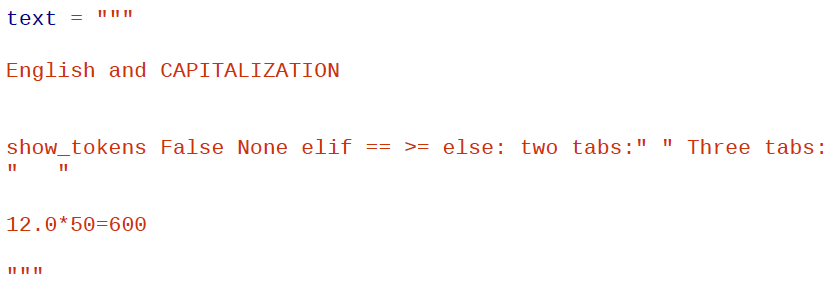 text = """
English and CAPITALIZATION
show_tokens False None elif == >= else: two tabs:" " Three tabs:
"   "
12.0*50=600
"""